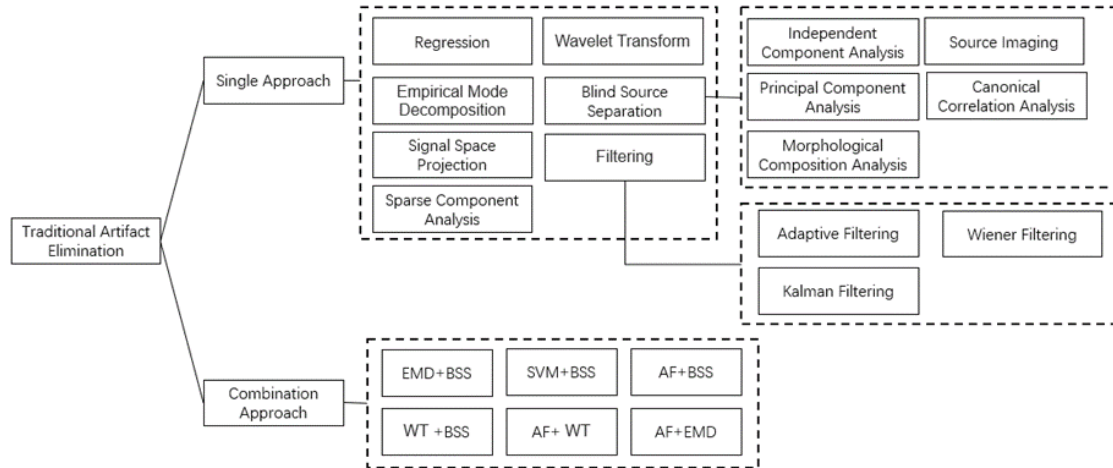 Traditional Artifact
Elimination
Single Approach
Regression
Wavelet Transform
Empirical Mode
Decomposition
Blind Source
Separation
Signal Space
Projection
Filtering
Sparse Component
Analysis
Independent
Component Analysis
Source Imaging
Principal Component
Analysis
Canonical
Correlation Analysis
Morphological
Composition Analysis
Adaptive Filtering
Wiener Filtering
Kalman Filtering
Combination
Approach
EMD+BSS
SVM+BSS
AF+BSS
WT +BSS
AF+ WT
AF+EMD